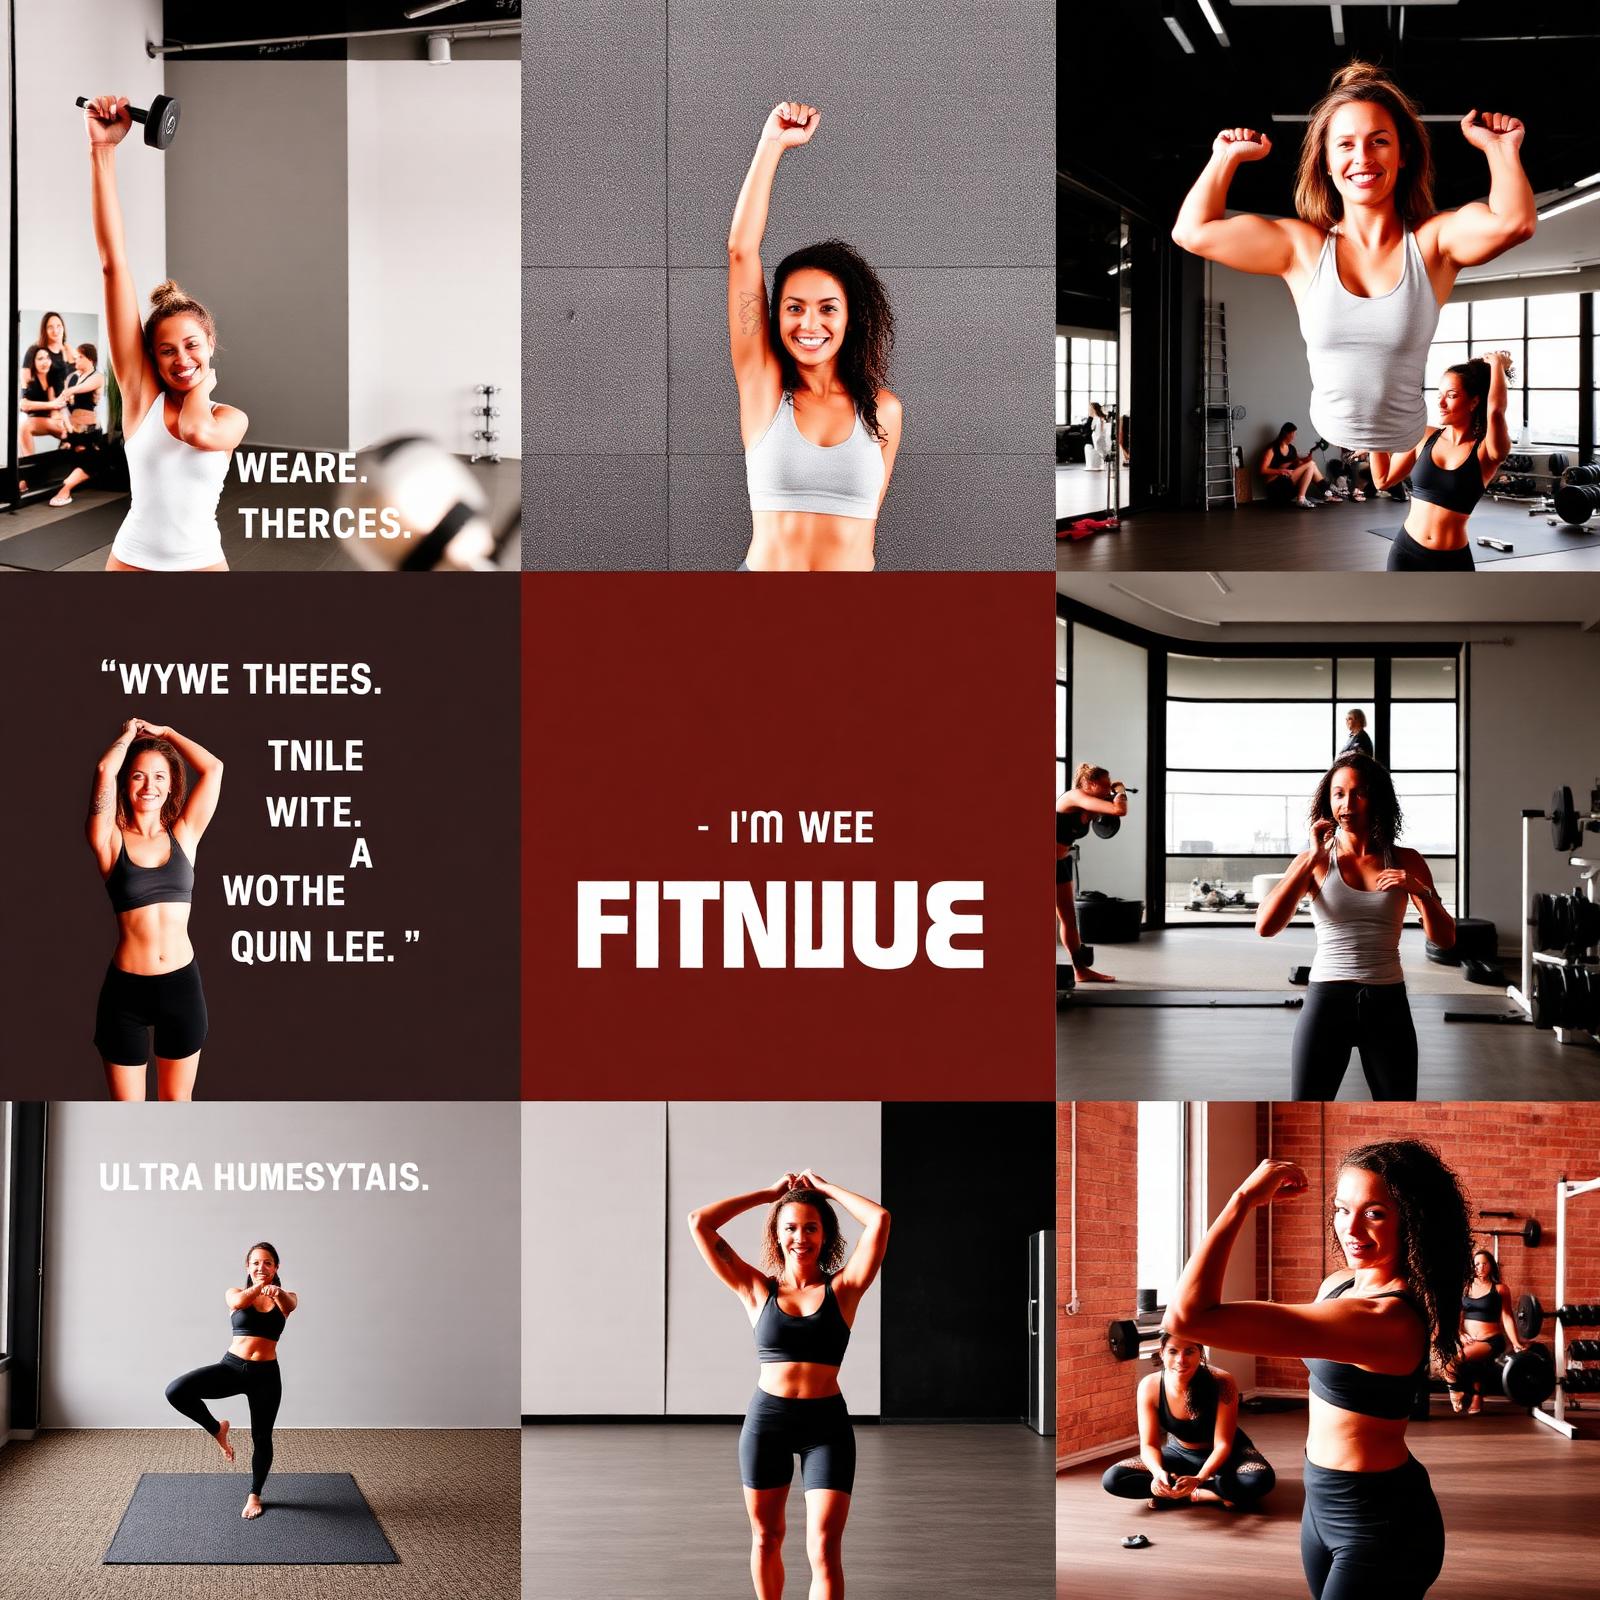 WEARE.
THERCES.
“WYWE THEEES.
TNILE
WITE.
A
WOTHE
QUIN LEE.”
- I'M WEE
FITNUUE
ULTRA HUMESYTAIS.